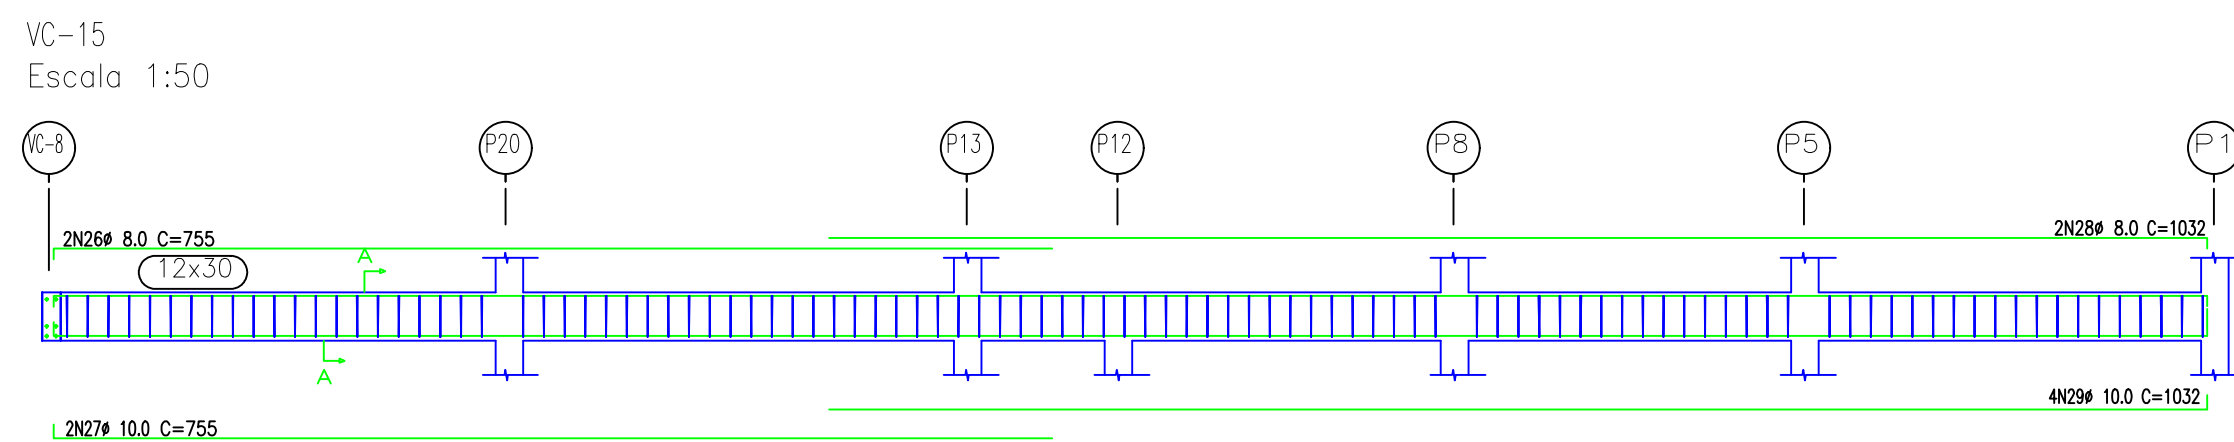 VC-15
Escala 1:50
VC-8
P20
P13
P12
P8
P5
P1
2N26ø 8.0 C=755
2N28ø 8.0 C=1032
12x30
A
A
4N29ø 10.0 C=1032
2N27ø 10.0 C=755